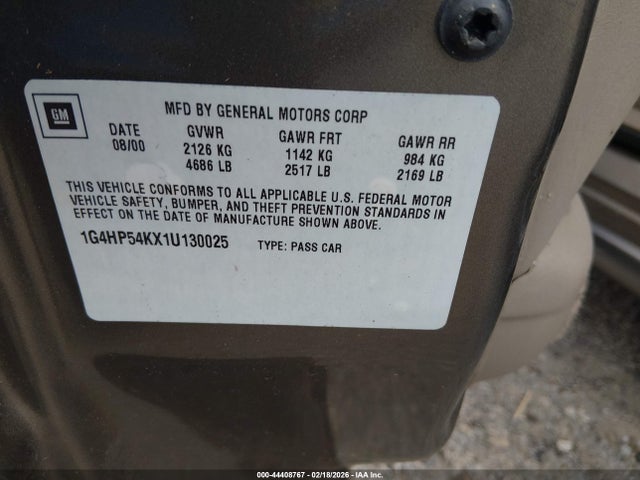 GM
MFD BY GENERAL MOTORS CORP
DATE GVWR GAWR FRT GAWR RR
08/00 2126 KG 1142 KG 984 KG
4686 LB 2517 LB 2169 LB
THIS VEHICLE CONFORMS TO ALL APPLICABLE U.S. FEDERAL MOTOR
VEHICLE SAFETY, BUMPER, AND THEFT PREVENTION STANDARDS IN
EFFECT ON THE DATE OF MANUFACTURE SHOWN ABOVE.
1G4HP54KX1U130025 TYPE: PASS CAR
000-44408767 - 02/18/2026 - IAAI.COM